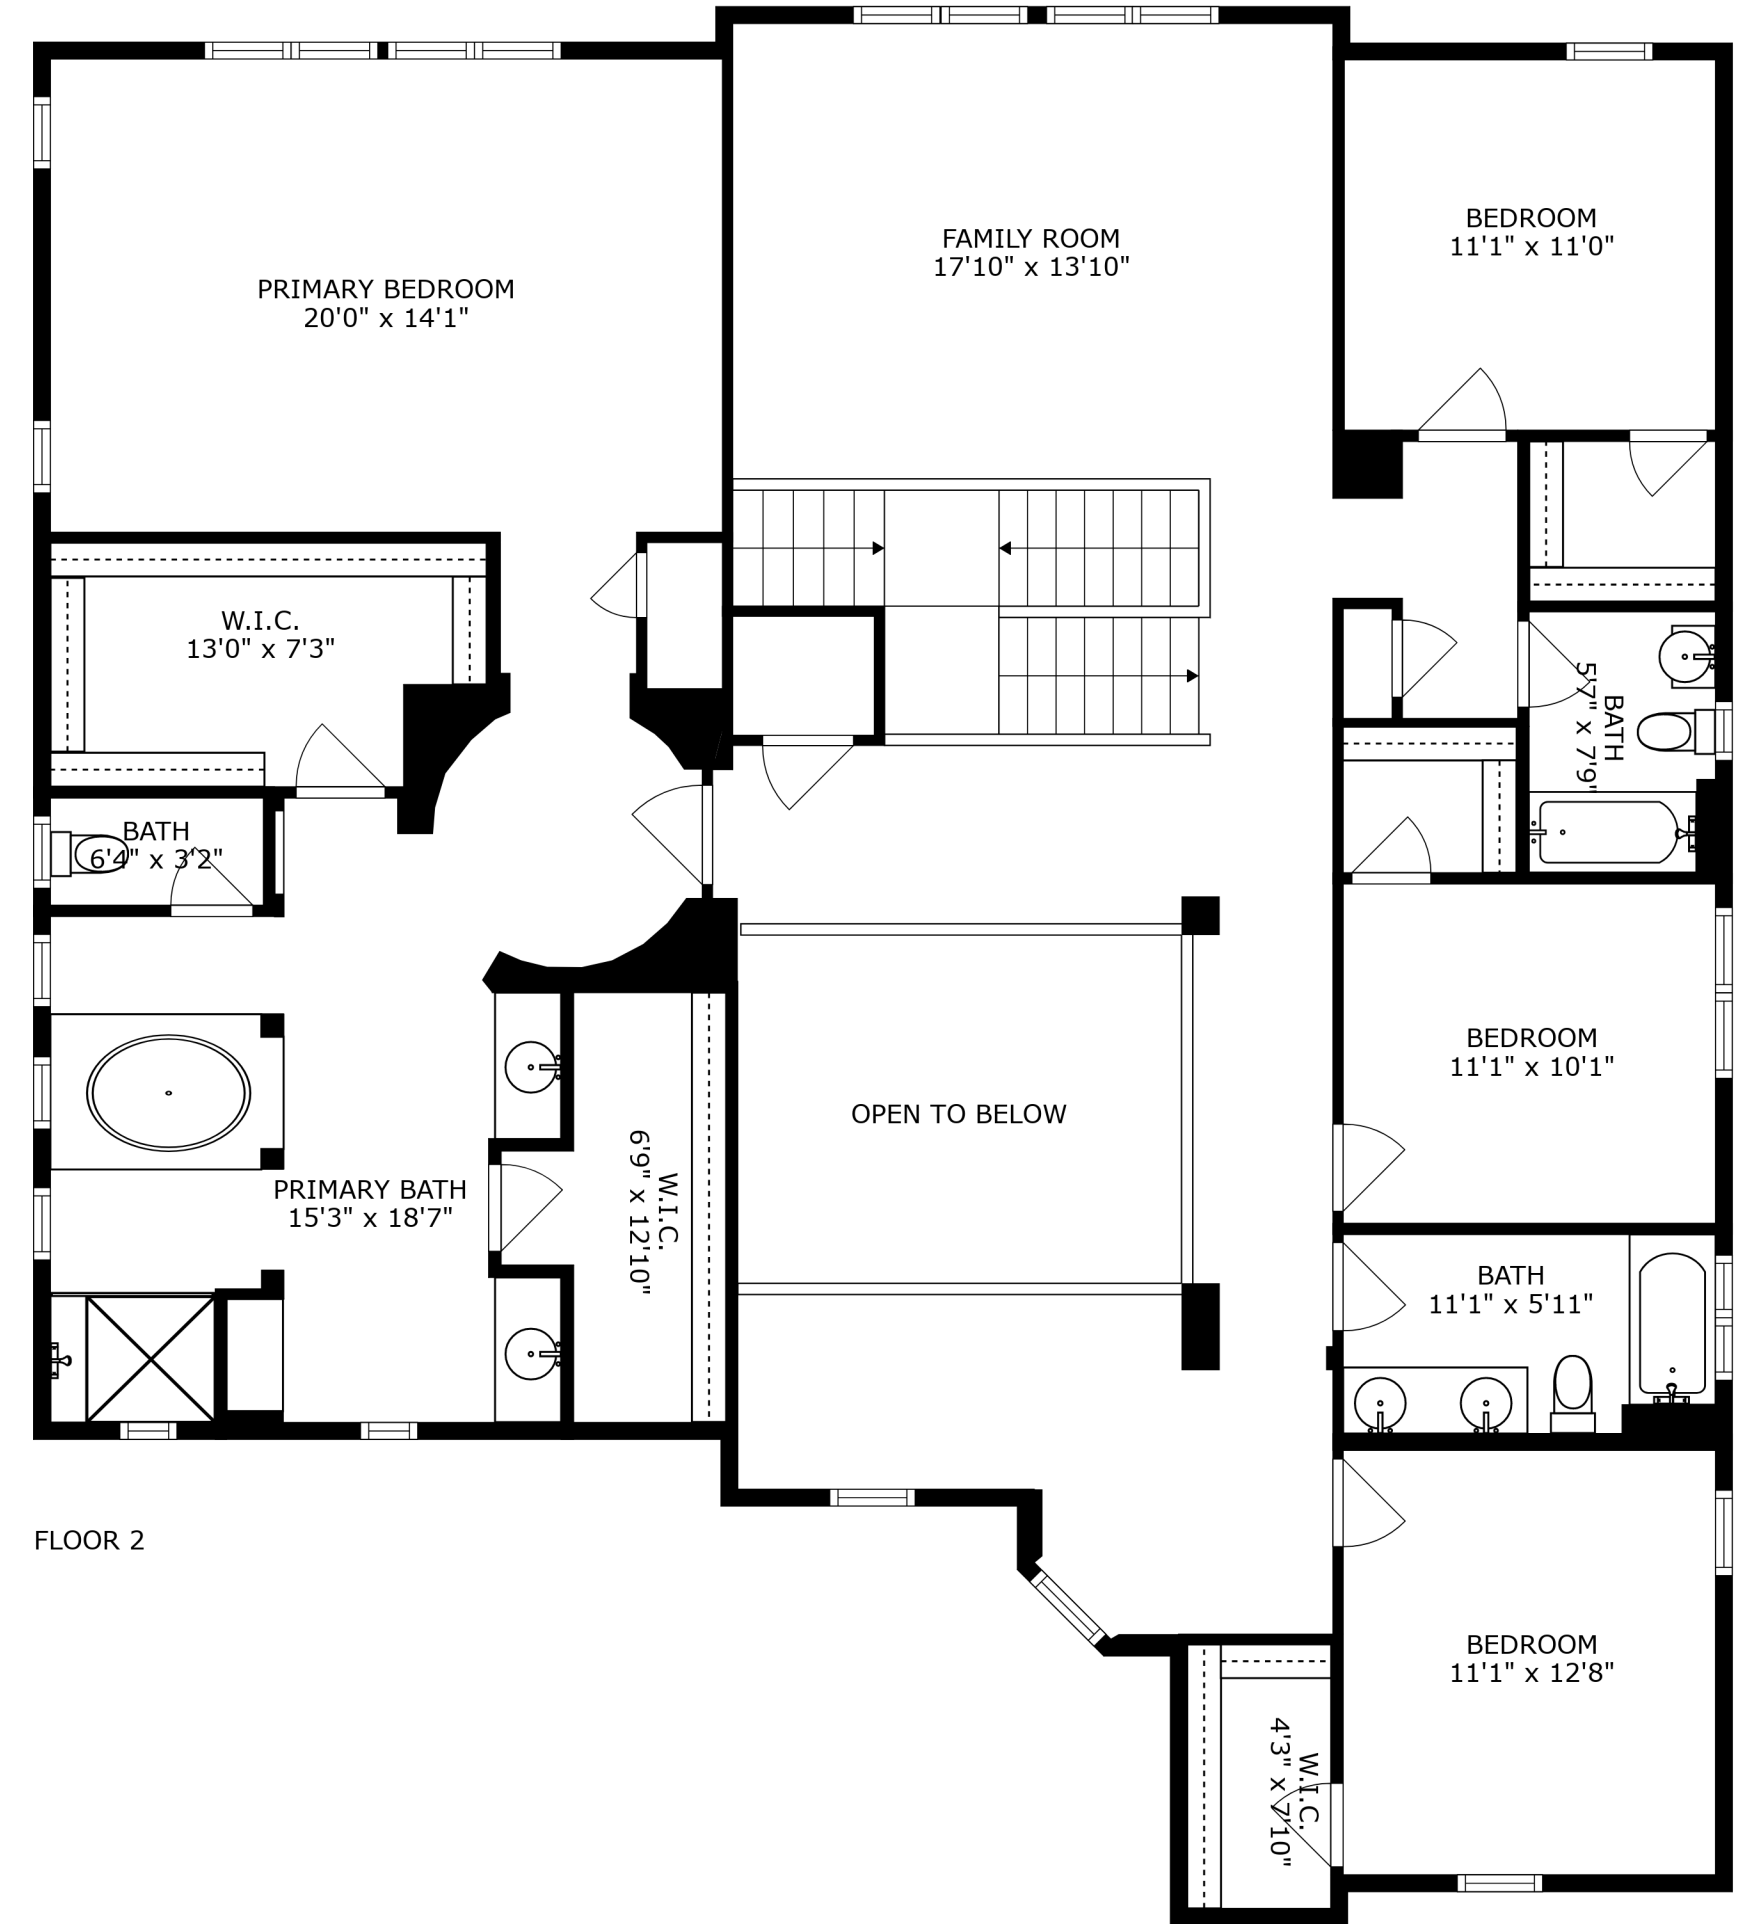 FAMILY ROOM
17'10" x 13'10"
BEDROOM
11'1" x 11'0"
PRIMARY BEDROOM
20'0" x 14'1"
W.I.C.
13'0" x 7'3"
BATH
5'7" x 7'9"
BATH
6'4" x 3'2"
BEDROOM
11'1" x 10'1"
OPEN TO BELOW
W.I.C.
6'9" x 12'10"
PRIMARY BATH
15'3" x 18'7"
BATH
11'1" x 5'11"
FLOOR 2
BEDROOM
11'1" x 12'8"
W.I.C.
4'3" x 7'10"